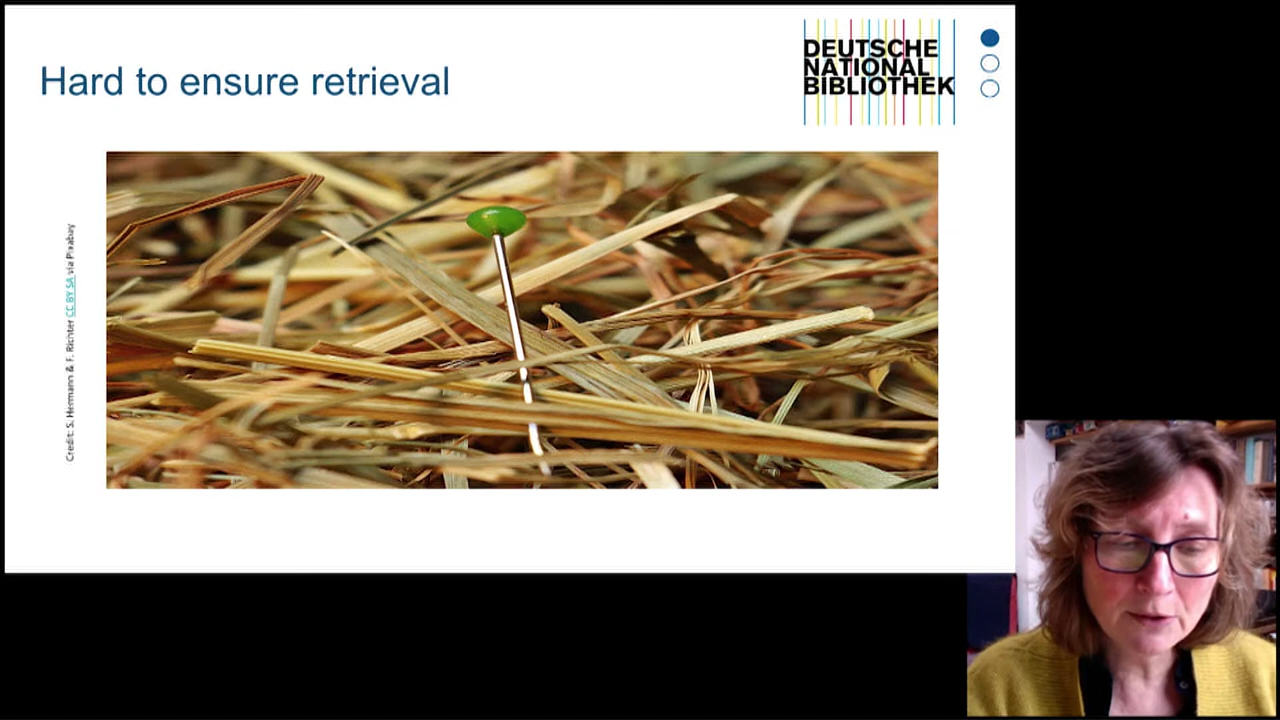 Hard to ensure retrieval
DEUTSCHE
NATIONAL
BIBLIOTHEK
Credit: S. Hermann & F. Richter CC BY SA via Pixabay